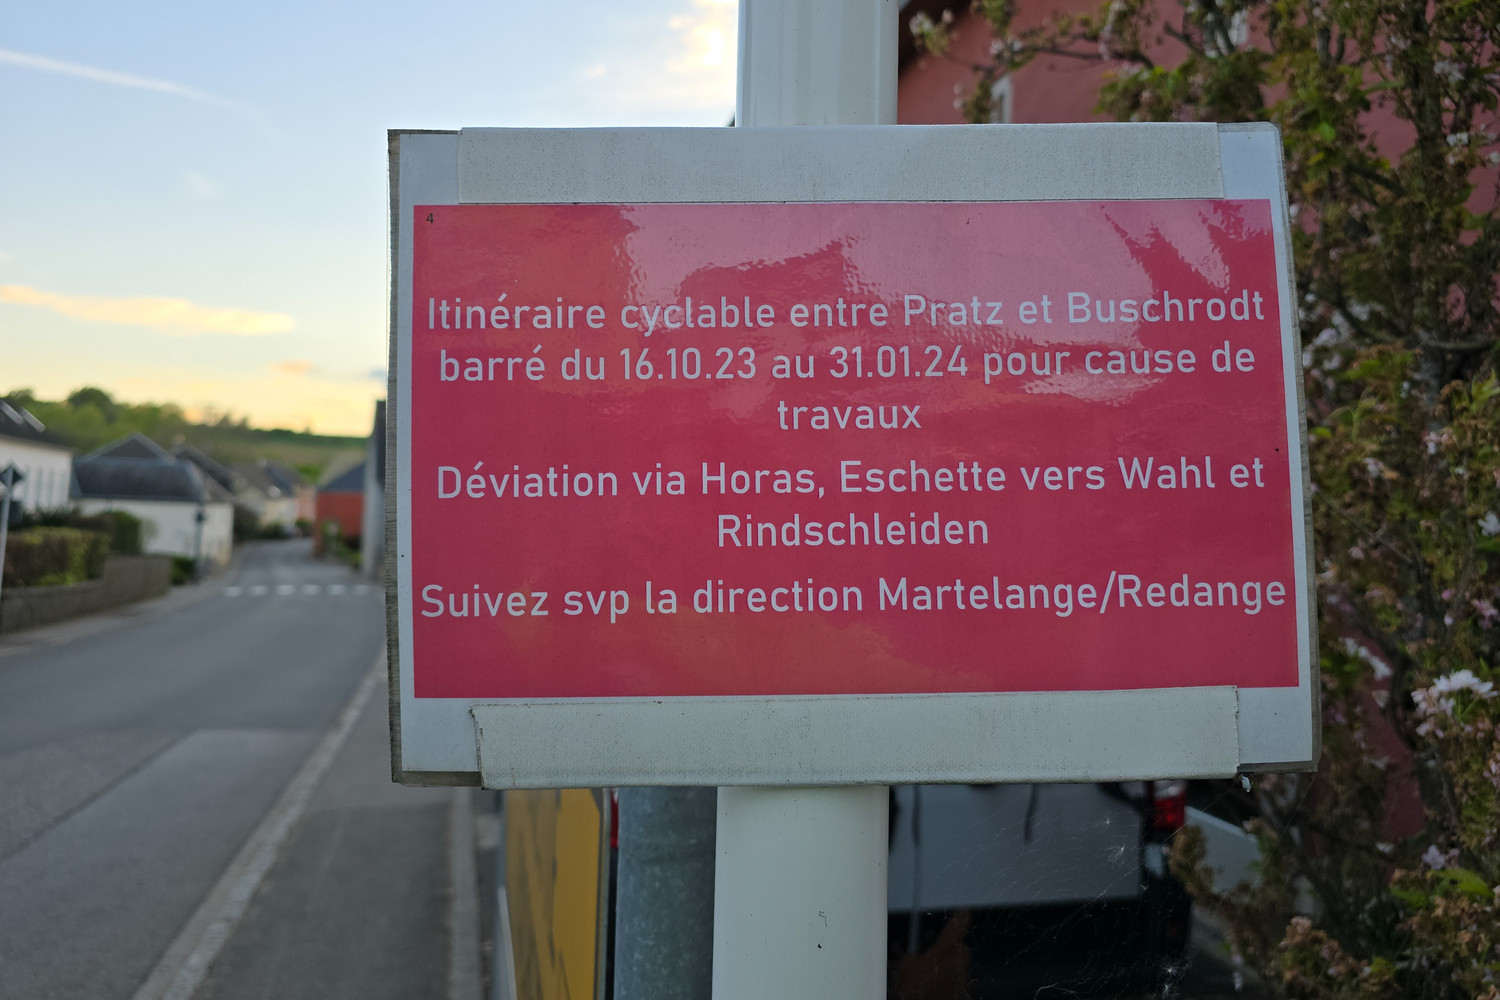 4
Itinéraire cyclable entre Pratz et Buschrodt
barré du 16.10.23 au 31.01.24 pour cause de
travaux
Déviation via Horas, Eschette vers Wahl et
Rindschleiden
Suivez svp la direction Martelange/Redange